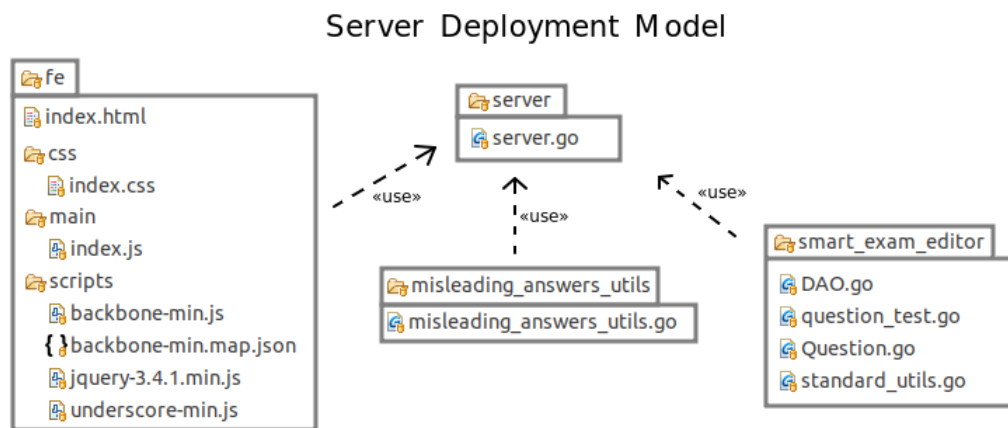 Server Deployment Model
fe
index.html
css
index.css
main
index.js
scripts
backbone-min.js
{ } backbone-min.map.json
jquery-3.4.1.min.js
underscore-min.js
«use»
server
server.go
«use»
misleading_answers_utils
misleading_answers_utils.go
«use»
smart_exam_editor
DAO.go
question_test.go
Question.go
standard_utils.go